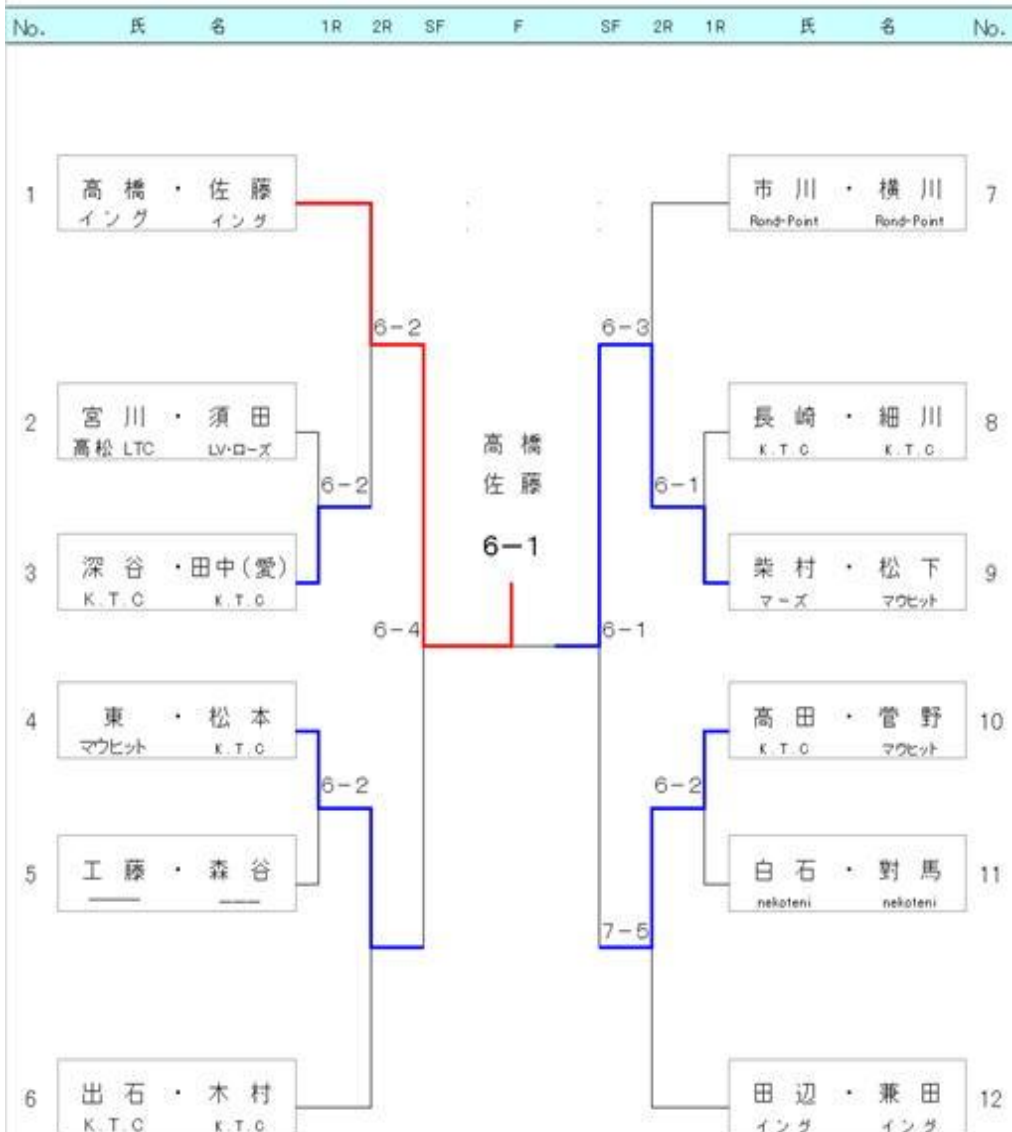 No. 氏 名 1R 2R SF F SF 2R 1R 氏 名 No.
1 高橋・佐藤 市川・横川 7
イング イング Rond-Point Rond-Point
6-2 6-3
2 宮川・須田 長崎・細川 8
高松 LTC LV・ローズ K.T.C K.T.C
高橋
佐藤
6-2 6-1
6-1
3 深谷・田中(愛) 柴村・松下 9
K.T.C K.T.C マーズ マウヒット
6-4 6-1
4 東・松本 高田・菅野 10
マウヒット K.T.C K.T.C マウヒット
6-2 6-2
5 工藤・森谷 白石・對馬 11
nekoteni nekoteni
7-5
6 出石・木村 田辺・兼田 12
K.T.C K.T.C イング イング